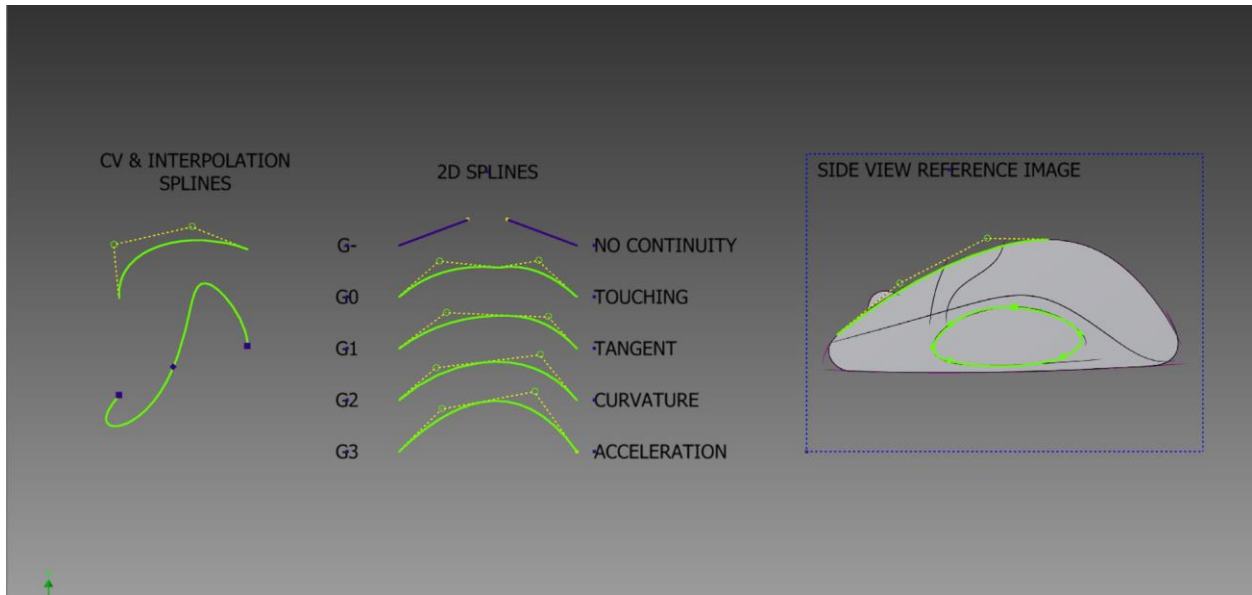 CV & INTERPOLATION
SPLINES
2D SPLINES
G- NO CONTINUITY
G0 TOUCHING
G1 TANGENT
G2 CURVATURE
G3 ACCELERATION
SIDE VIEW REFERENCE IMAGE